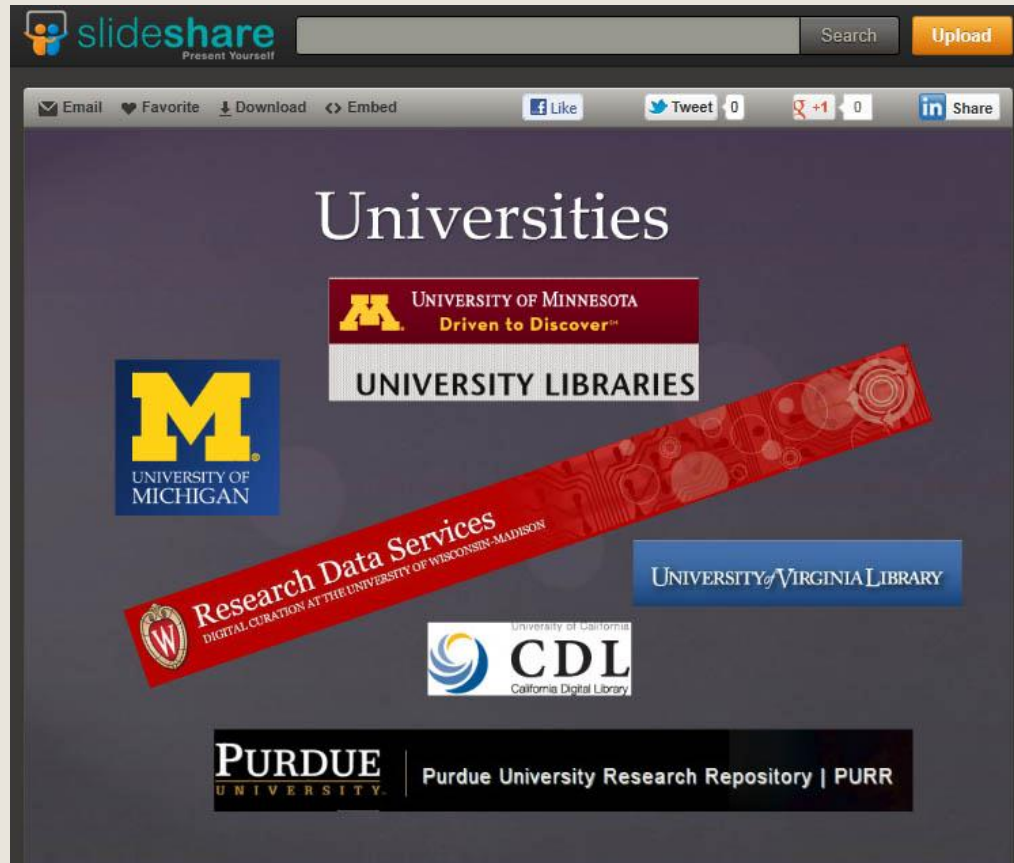 slideshare
Present Yourself
Search
Upload
Email Favorite Download Embed
Like
Tweet 0
+1 0
in Share
Universities
M
UNIVERSITY OF MINNESOTA
Driven to Discover℠
UNIVERSITY LIBRARIES
M
UNIVERSITY OF
MICHIGAN
W
Research Data Services
DIGITAL CURATION AT THE UNIVERSITY OF WISCONSIN-MADISON
UNIVERSITY of VIRGINIA LIBRARY
University of California
CDL
California Digital Library
PURDUE
UNIVERSITY
Purdue University Research Repository | PURR